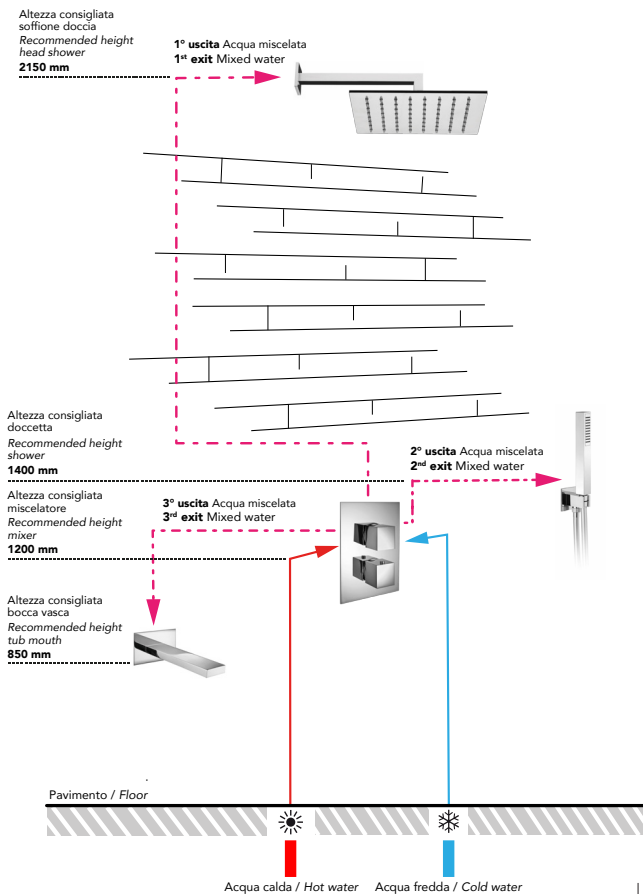 Altezza consigliata
soffione doccia
Recommended height
head shower
2150 mm
1° uscita Acqua miscelata
1st exit Mixed water
Altezza consigliata
doccetta
Recommended height
shower
1400 mm
2° uscita Acqua miscelata
2nd exit Mixed water
Altezza consigliata
miscelatore
Recommended height
mixer
1200 mm
3° uscita Acqua miscelata
3rd exit Mixed water
Altezza consigliata
bocca vasca
Recommended height
tub mouth
850 mm
Pavimento / Floor
Acqua calda / Hot water
Acqua fredda / Cold water